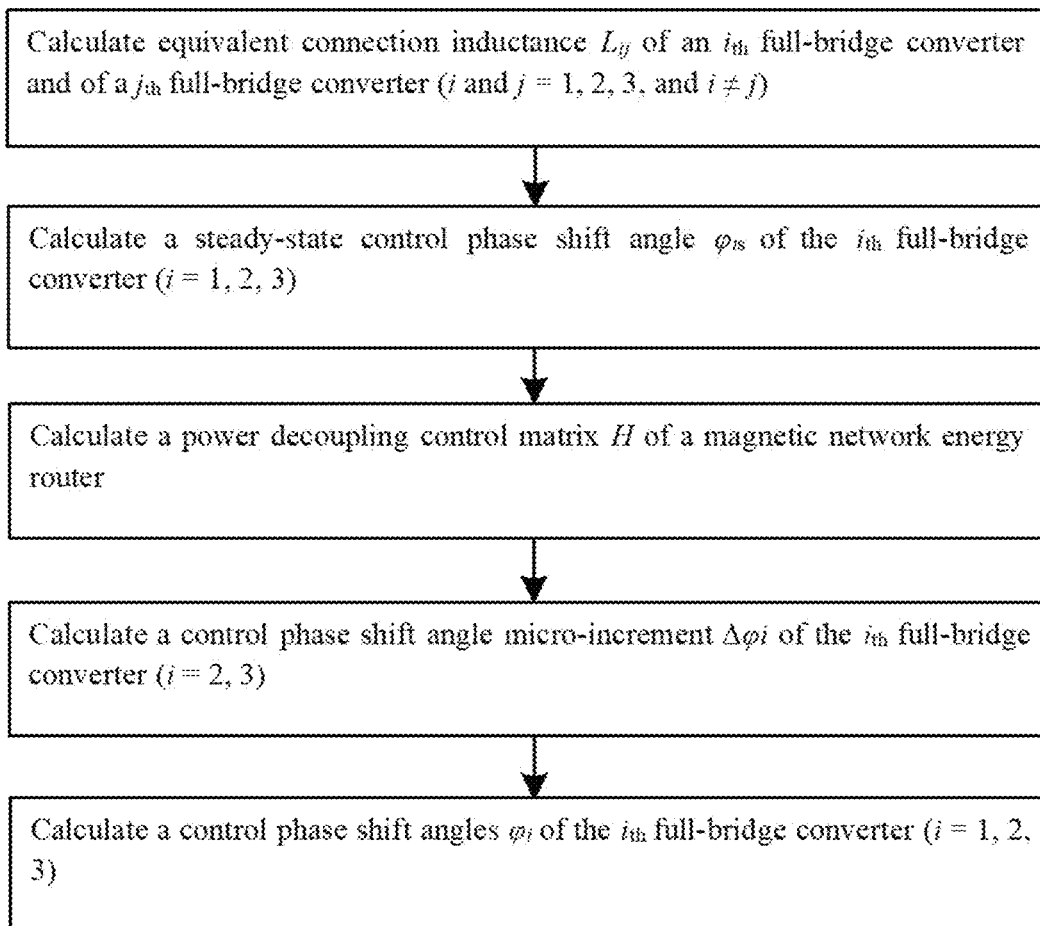 Calculate equivalent connection inductance Lij of an ith full-bridge converter
and of a jth full-bridge converter (i and j = 1, 2, 3, and i ≠ j)
Calculate a steady-state control phase shift angle φis of the ith full-bridge
converter (i = 1, 2, 3)
Calculate a power decoupling control matrix H of a magnetic network energy
router
Calculate a control phase shift angle micro-increment Δφi of the ith full-bridge
converter (i = 2, 3)
Calculate a control phase shift angles φi of the ith full-bridge converter (i = 1, 2,
3)